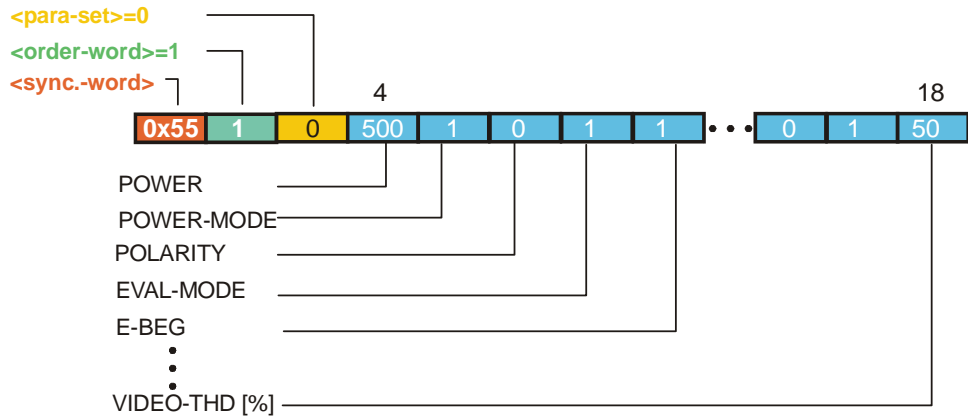 <para-set>=0
<order-word>=1
<sync.-word>
4 18
0x55 1 0 500 1 0 1 1 0 1 50
POWER
POWER-MODE
POLARITY
EVAL-MODE
E-BEG
VIDEO-THD [%]